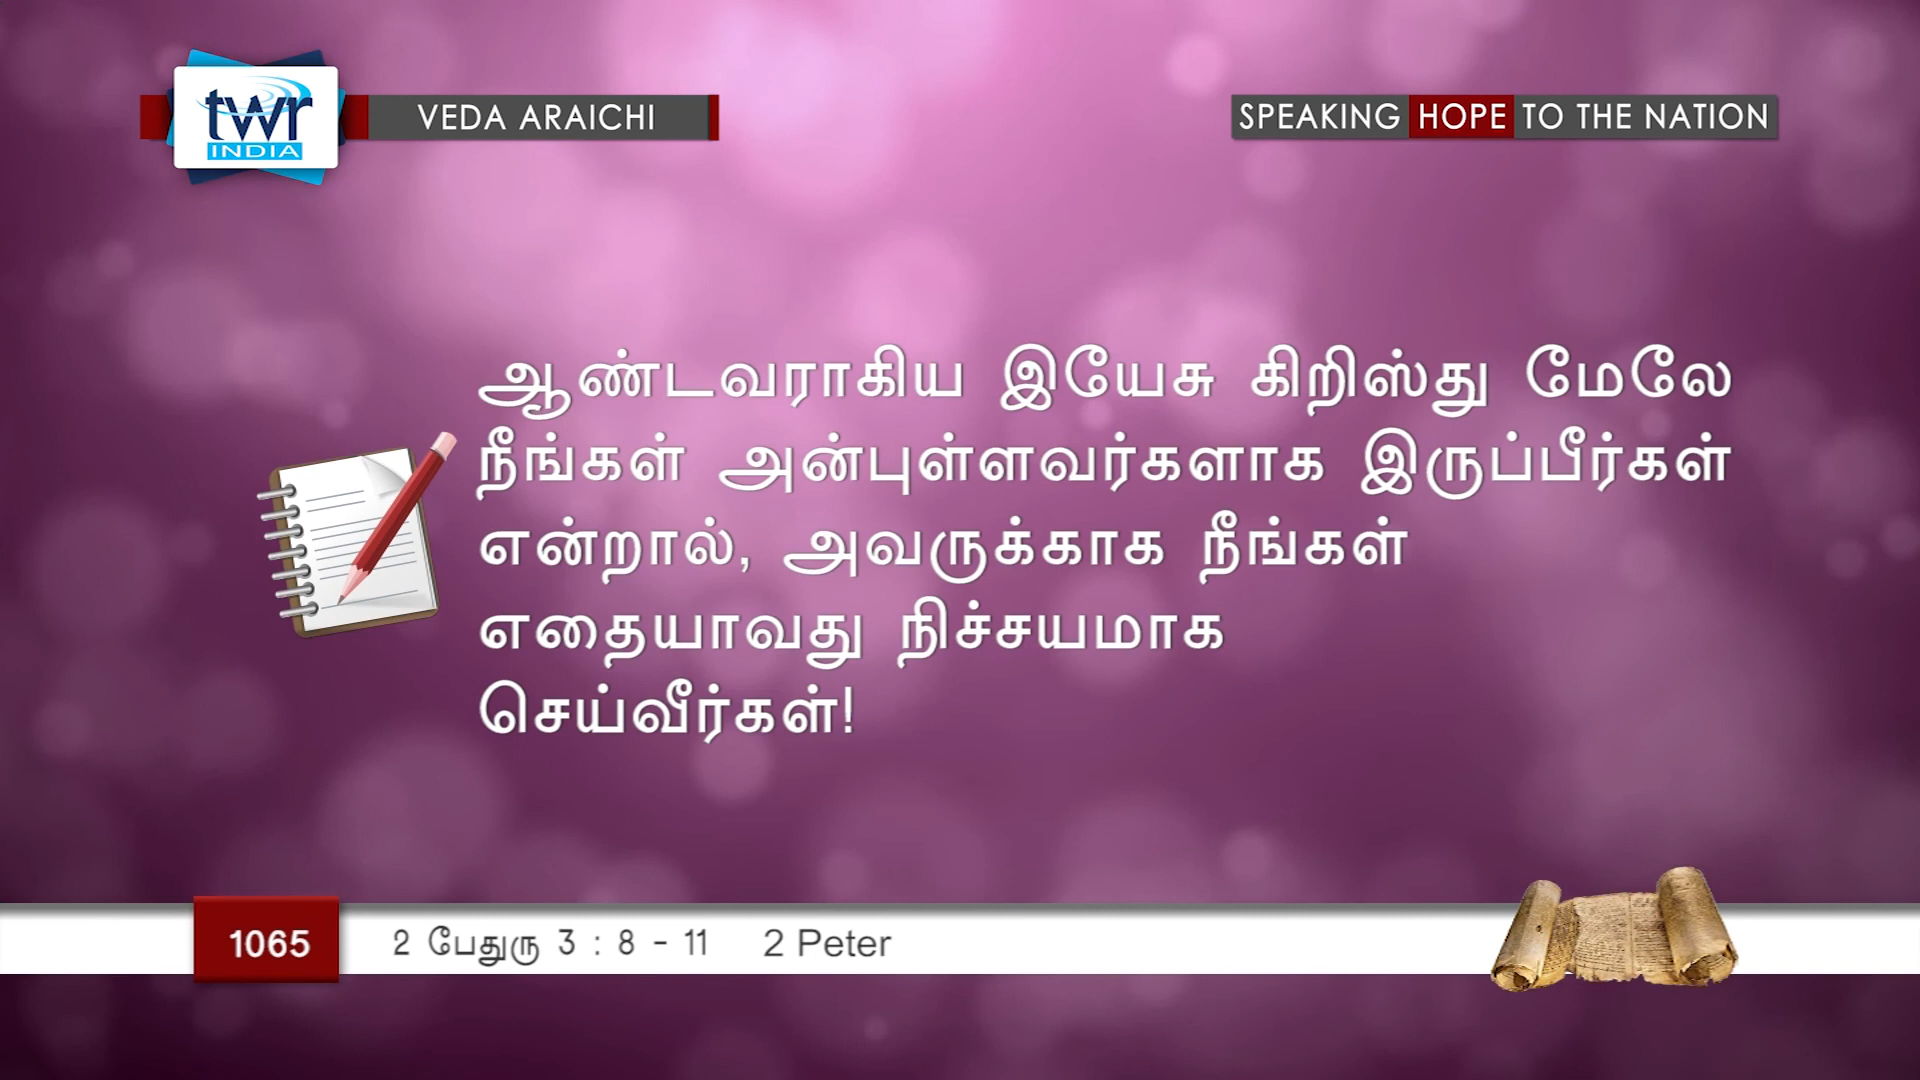 twr
INDIA
VEDA ARAICHI
SPEAKING HOPE TO THE NATION
ஆண்டவராகிய இயேசு கிறிஸ்து மேலே
நீங்கள் அன்புள்ளவர்களாக இருப்பீர்கள்
என்றால், அவருக்காக நீங்கள்
எதையாவது நிச்சயமாக
செய்வீர்கள்!
1065
2 பேதுரு 3 : 8 - 11 2 Peter